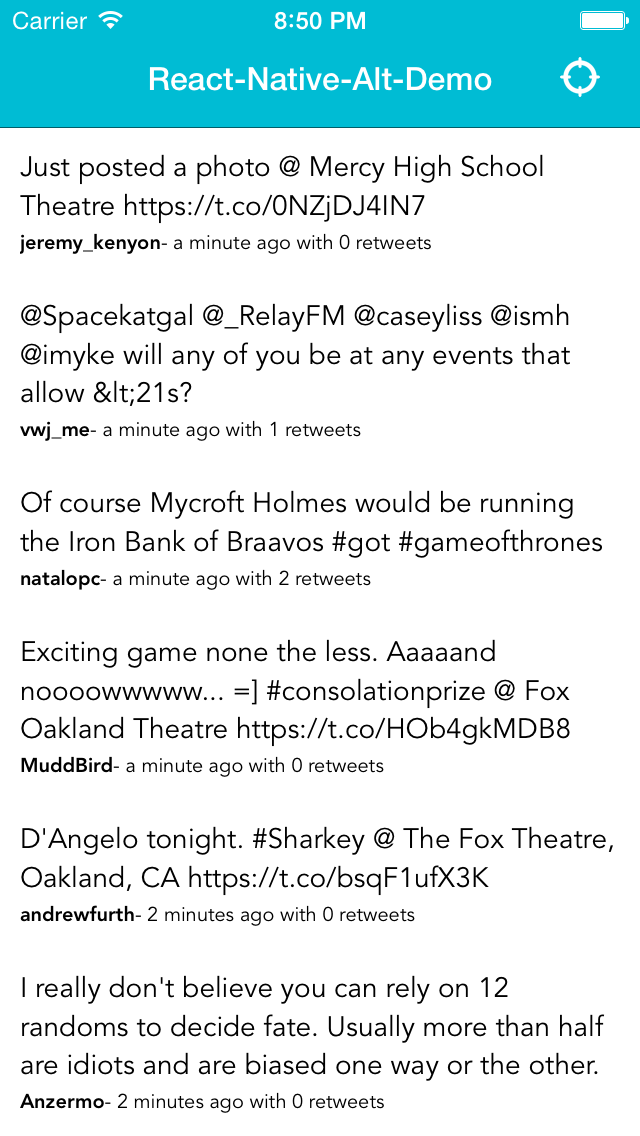 Carrier 8:50 PM
React-Native-Alt-Demo
Just posted a photo @ Mercy High School
Theatre https://t.co/0NZjDJ4IN7
jeremy_kenyon- a minute ago with 0 retweets
@Spacekatgal @_RelayFM @caseyliss @ismh
@imyke will any of you be at any events that
allow &lt;21s?
vwj_me- a minute ago with 1 retweets
Of course Mycroft Holmes would be running
the Iron Bank of Braavos #got #gameofthrones
natalopc- a minute ago with 2 retweets
Exciting game none the less. Aaaaand
noooowwwww... =] #consolationprize @ Fox
Oakland Theatre https://t.co/HOb4gkMDB8
MuddBird- a minute ago with 0 retweets
D'Angelo tonight. #Sharkey @ The Fox Theatre,
Oakland, CA https://t.co/bsqF1ufX3K
andrewfurth- 2 minutes ago with 0 retweets
I really don't believe you can rely on 12
randoms to decide fate. Usually more than half
are idiots and are biased one way or the other.
Anzermo- 2 minutes ago with 0 retweets